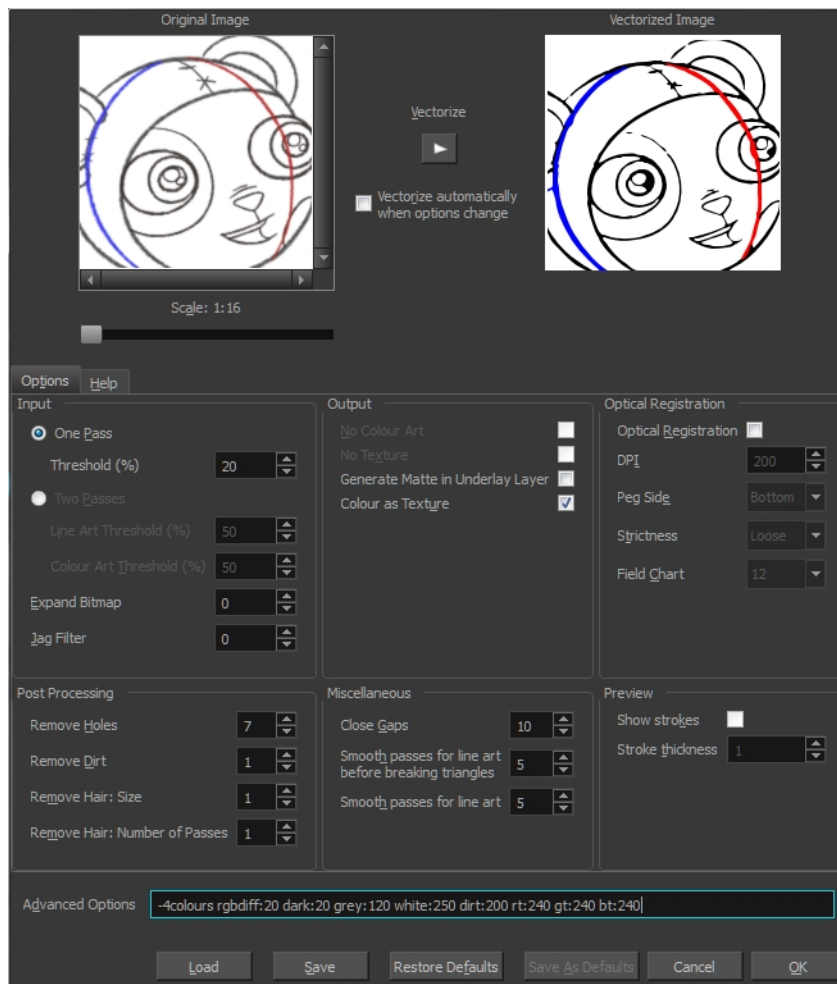 Original Image
Vectorized Image
Vectorize
Vectorize automatically
when options change
Scale: 1:16
Options
Help
Input
One Pass
Threshold (%) 20
Two Passes
Line Art Threshold (%) 50
Colour Art Threshold (%) 50
Expand Bitmap 0
Jag Filter 0
Output
No Colour Art
No Texture
Generate Matte in Underlay Layer
Colour as Texture
Optical Registration
Optical Registration
DPI 200
Peg Side Bottom
Strictness Loose
Field Chart 12
Post Processing
Remove Holes 7
Remove Dirt 1
Remove Hair: Size 1
Remove Hair: Number of Passes 1
Miscellaneous
Close Gaps 10
Smooth passes for line art
before breaking triangles 5
Smooth passes for line art 5
Preview
Show strokes
Stroke thickness 1
Advanced Options -4colours rgbdiff:20 dark:20 grey:120 white:250 dirt:200 rt:240 gt:240 bt:240
Load Save Restore Defaults Save As Defaults Cancel OK